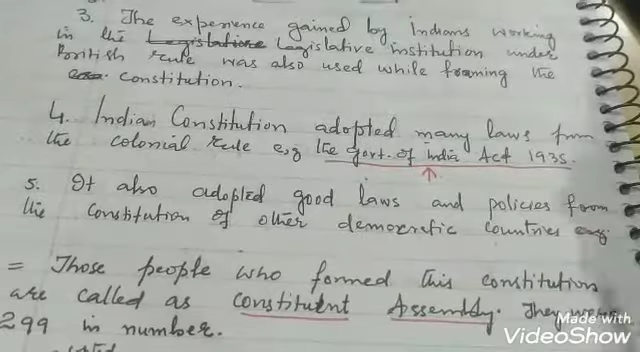 3. The experience gained by Indians working
in the Legislative institution under
British rule was also used while framing the
constitution.
4. Indian Constitution adopted many laws from
the colonial rule e.g the govt. of india Act 1935.
5. It also adopted good laws and policies from
the constitution of other democratic countries
= Those people who formed this constitution
are called as constituent Assembly. They were
299 in number.
Made with
VideoShow